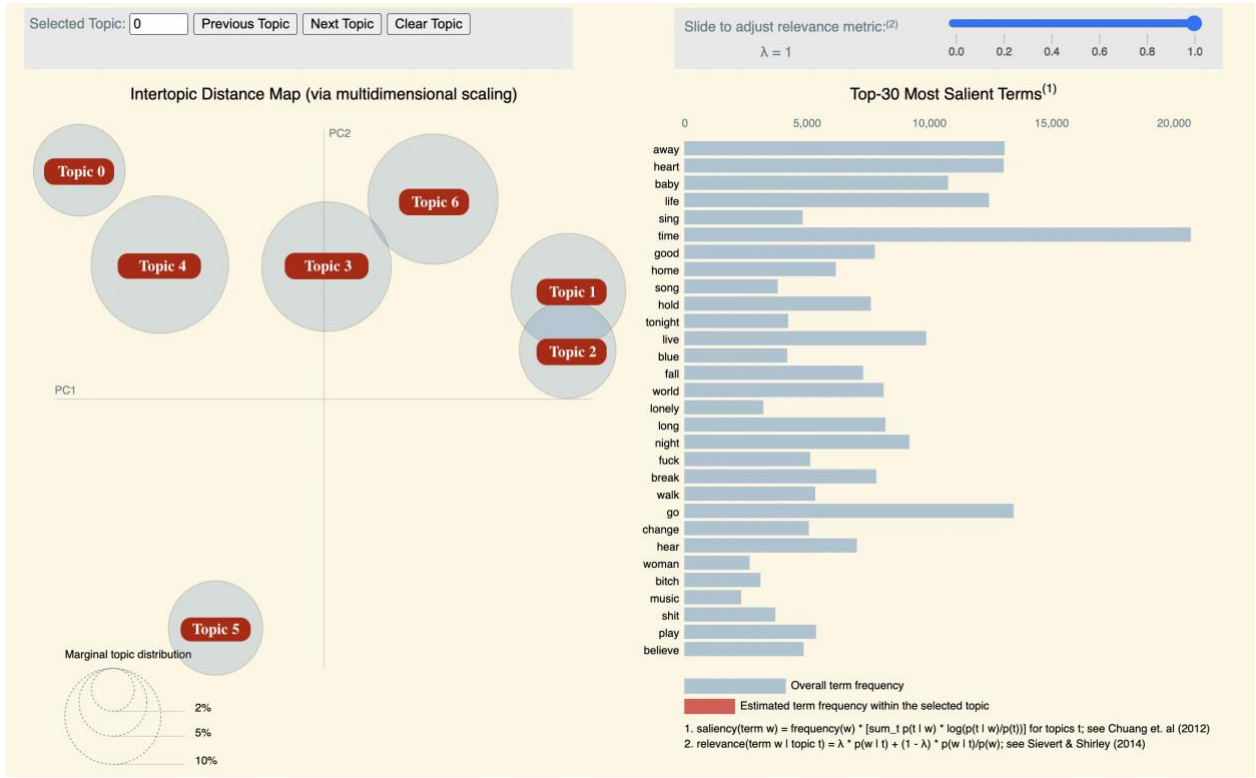 Selected Topic: 0 Previous Topic Next Topic Clear Topic
Slide to adjust relevance metric:(2)
λ = 1
0.0 0.2 0.4 0.6 0.8 1.0
Intertopic Distance Map (via multidimensional scaling)
PC2
PC1
Topic 0
Topic 6
Topic 4
Topic 3
Topic 1
Topic 2
Topic 5
Marginal topic distribution
2%
5%
10%
Top-30 Most Salient Terms(1)
0 5,000 10,000 15,000 20,000
away
heart
baby
life
sing
time
good
home
song
hold
tonight
live
blue
fall
world
lonely
long
night
fuck
break
walk
go
change
hear
woman
bitch
music
shit
play
believe
Overall term frequency
Estimated term frequency within the selected topic
1. saliency(term w) = frequency(w) * [sum_t p(t | w) * log(p(t | w)/p(t))] for topics t; see Chuang et. al (2012)
2. relevance(term w | topic t) = λ * p(w | t) + (1 - λ) * p(w | t)/p(w); see Sievert & Shirley (2014)